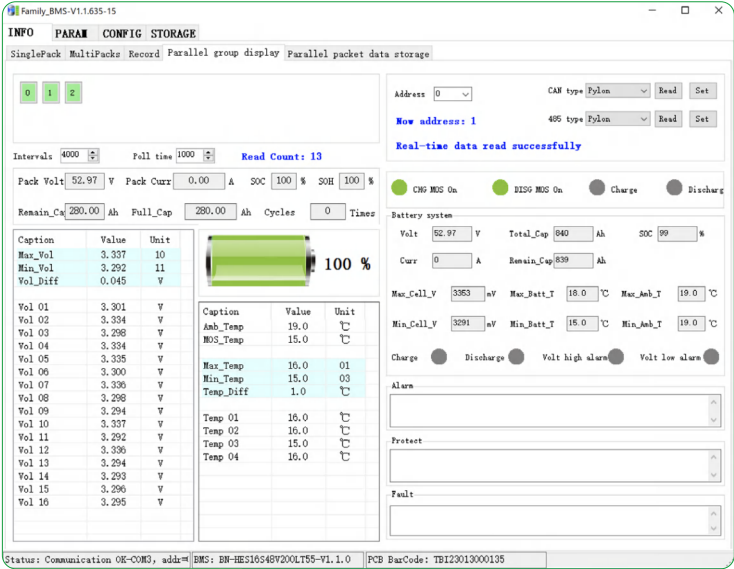 Family_BMS-V1.1.635-15
INFO PARAM CONFIG STORAGE
SinglePack MultiPacks Record Parallel group display Parallel packet data storage
0 1 2
Intervals 4000 Poll time 1000 Read Count: 13
Pack Volt 52.97 V Pack Curr 0.00 A SOC 100 % SOH 100 %
Remain_Ca 280.00 Ah Full_Cap 280.00 Ah Cycles 0 Times
Caption Value Unit
Max_Vol 3.337 10
Min_Vol 3.292 11
Vol_Diff 0.045 V
Vol 01 3.301 V
Vol 02 3.334 V
Vol 03 3.298 V
Vol 04 3.334 V
Vol 05 3.335 V
Vol 06 3.300 V
Vol 07 3.336 V
Vol 08 3.298 V
Vol 09 3.294 V
Vol 10 3.337 V
Vol 11 3.292 V
Vol 12 3.336 V
Vol 13 3.294 V
Vol 14 3.293 V
Vol 15 3.296 V
Vol 16 3.295 V
100 %
Caption Value Unit
Amb_Temp 19.0 ℃
MOS_Temp 15.0 ℃
Max_Temp 16.0 01
Min_Temp 15.0 03
Temp_Diff 1.0 ℃
Temp 01 16.0 ℃
Temp 02 16.0 ℃
Temp 03 15.0 ℃
Temp 04 16.0 ℃
Address 0 CAN type Pylon Read Set
Now address: 1 485 type Pylon Read Set
Real-time data read successfully
CHG MOS On DISG MOS On Charge Discharg
Battery system
Volt 52.97 V Total_Cap 840 Ah SOC 99 %
Curr 0 A Remain_Cap 839 Ah
Max_Cell_V 3353 mV Max_Batt_T 18.0 ℃ Max_Amb_T 19.0 ℃
Min_Cell_V 3291 mV Min_Batt_T 15.0 ℃ Min_Amb_T 19.0 ℃
Charge Discharge Volt high alarm Volt low alarm
Alarm
Protect
Fault
Status: Communication OK-COM3, addr= BMS: BN-HES16S48V200LT55-V1.1.0 PCB BarCode: TBI23013000135